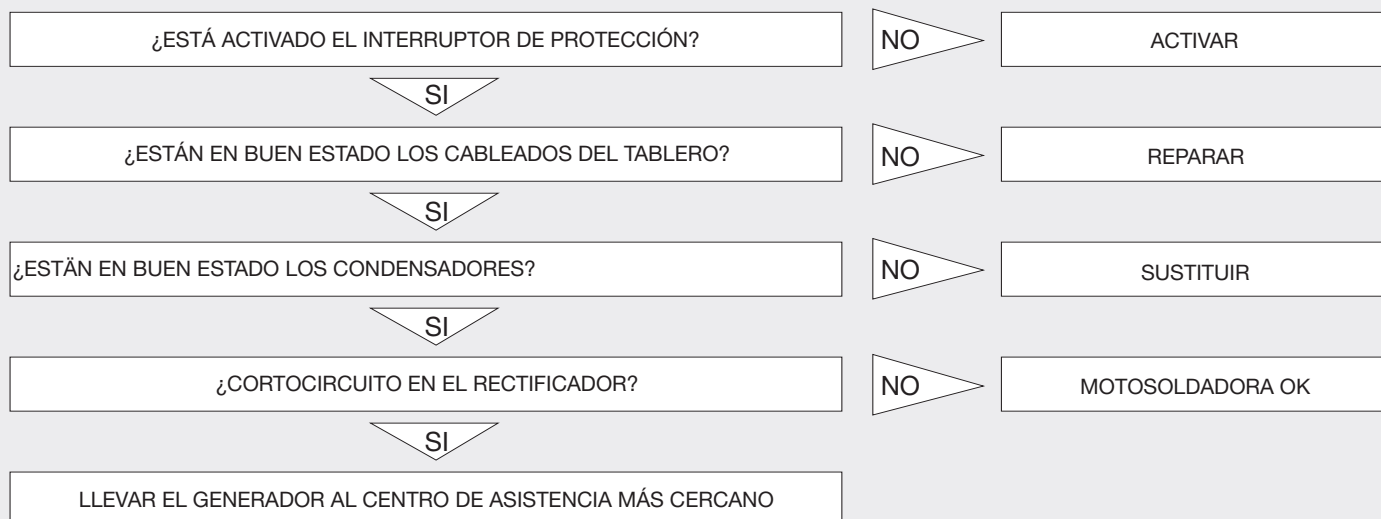 ¿ESTÁ ACTIVADO EL INTERRUPTOR DE PROTECCIÓN?
NO
ACTIVAR
SI
¿ESTÁN EN BUEN ESTADO LOS CABLEADOS DEL TABLERO?
NO
REPARAR
SI
¿ESTÄN EN BUEN ESTADO LOS CONDENSADORES?
NO
SUSTITUIR
SI
¿CORTOCIRCUITO EN EL RECTIFICADOR?
NO
MOTOSOLDADORA OK
SI
LLEVAR EL GENERADOR AL CENTRO DE ASISTENCIA MÁS CERCANO